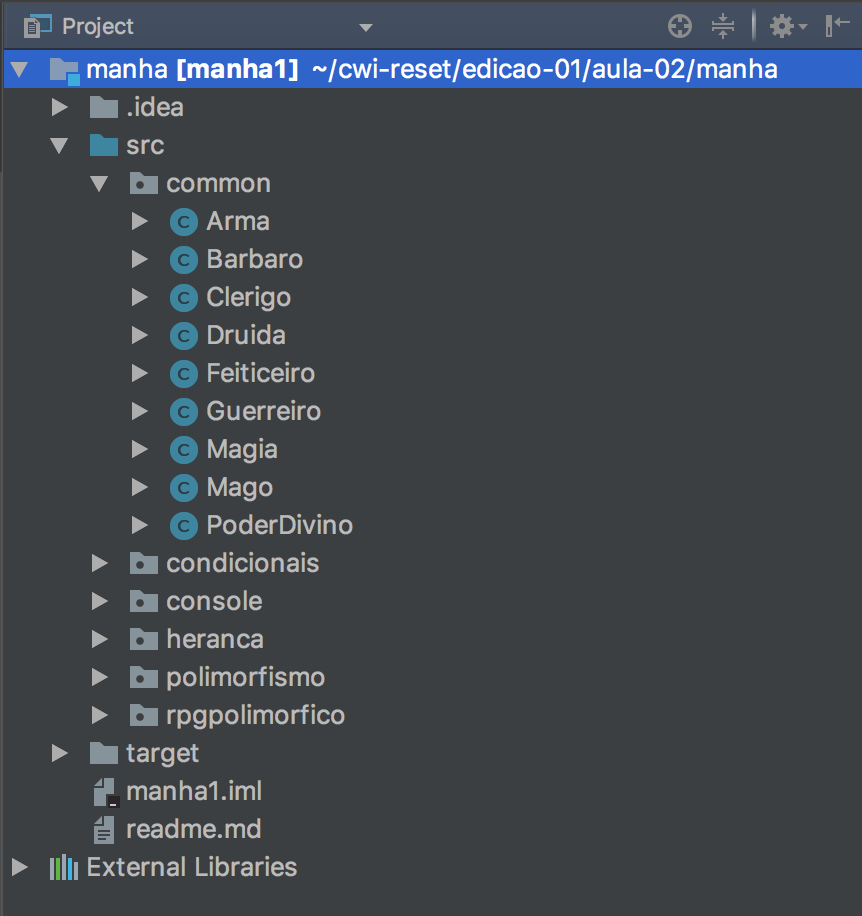 Project
manha [manha1] ~/cwi-reset/edicao-01/aula-02/manha
.idea
src
common
C Arma
C Barbaro
C Clerigo
C Druida
C Feiticeiro
C Guerreiro
C Magia
C Mago
C PoderDivino
condicionais
console
heranca
polimorfismo
rpgpolimorfico
target
manha1.iml
readme.md
External Libraries